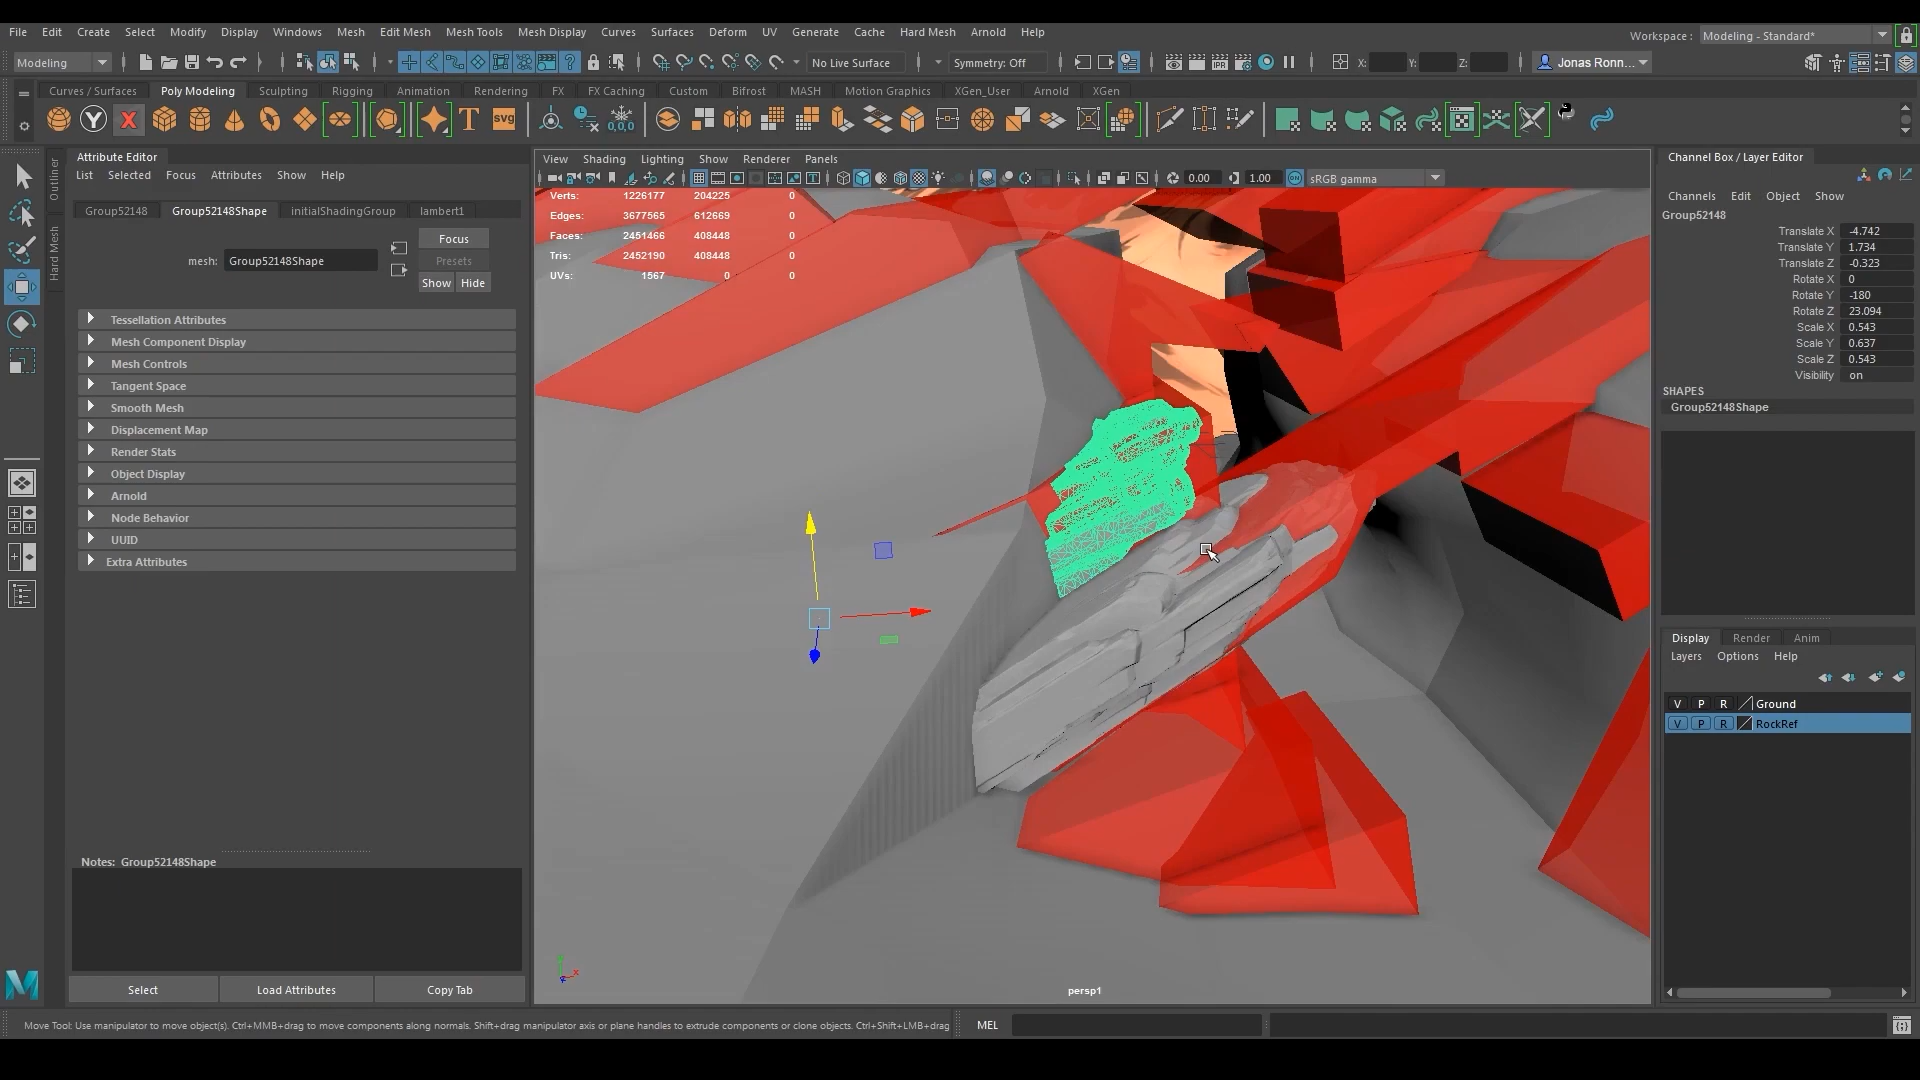 File Edit Create Select Modify Display Windows Mesh Edit Mesh Mesh Tools Mesh Display Curves Surfaces Deform UV Generate Cache Hard Mesh Arnold Help
Workspace : Modeling - Standard*
Modeling No Live Surface Symmetry: Off X: Y: Z: Jonas Ronn...
Curves / Surfaces Poly Modeling Sculpting Rigging Animation Rendering FX FX Caching Custom Bifrost MASH Motion Graphics XGen_User Arnold XGen
Y X T svg 0,0,0
Outliner
Hard Mesh
Attribute Editor
List Selected Focus Attributes Show Help
Group52148 Group52148Shape initialShadingGroup lambert1
mesh: Group52148Shape
Focus
Presets
Show Hide
Tessellation Attributes
Mesh Component Display
Mesh Controls
Tangent Space
Smooth Mesh
Displacement Map
Render Stats
Object Display
Arnold
Node Behavior
UUID
Extra Attributes
Notes: Group52148Shape
Select Load Attributes Copy Tab
View Shading Lighting Show Renderer Panels
0.00 1.00 ON sRGB gamma
Verts: 1226177 204225 0
Edges: 3677565 612669 0
Faces: 2451466 408448 0
Tris: 2452190 408448 0
UVs: 1567 0 0
persp1
Channel Box / Layer Editor
Channels Edit Object Show
Group52148
Translate X -4.742
Translate Y 1.734
Translate Z -0.323
Rotate X 0
Rotate Y -180
Rotate Z 23.094
Scale X 0.543
Scale Y 0.637
Scale Z 0.543
Visibility on
SHAPES
Group52148Shape
Display Render Anim
Layers Options Help
V P R Ground
V P R RockRef
Move Tool: Use manipulator to move object(s). Ctrl+MMB+drag to move components along normals. Shift+drag manipulator axis or plane handles to extrude components or clone objects. Ctrl+Shift+LMB+drag
MEL